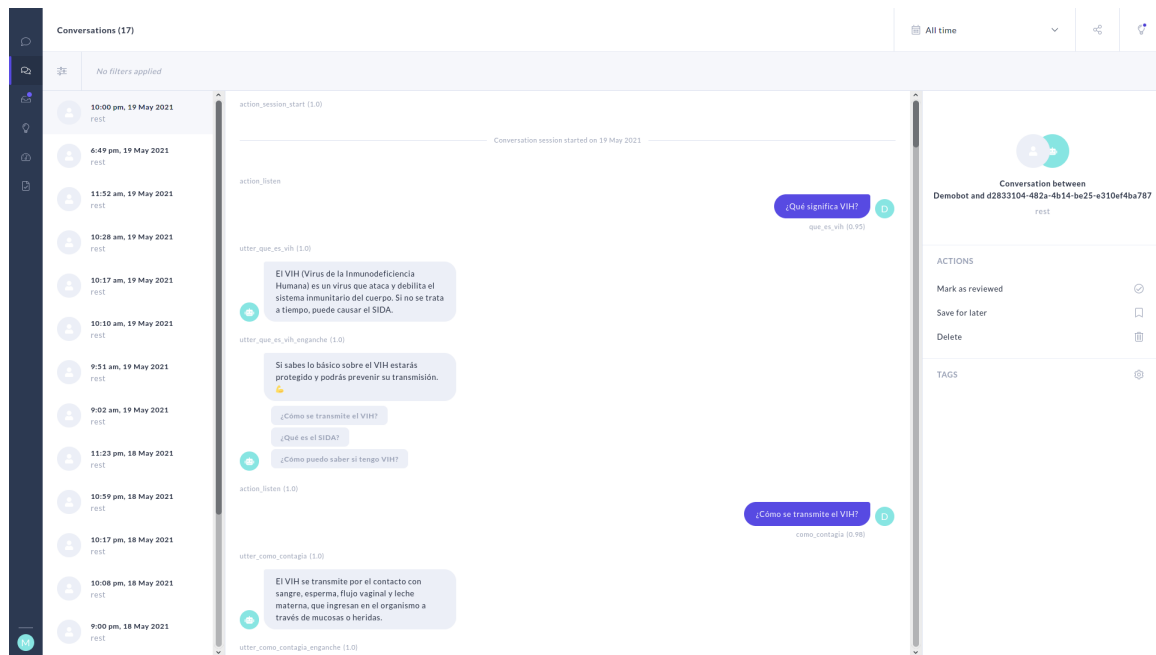 Conversations (17)
All time
No filters applied
10:00 pm, 19 May 2021
rest
6:49 pm, 19 May 2021
rest
11:52 am, 19 May 2021
rest
10:28 am, 19 May 2021
rest
10:17 am, 19 May 2021
rest
10:10 am, 19 May 2021
rest
9:51 am, 19 May 2021
rest
9:02 am, 19 May 2021
rest
11:23 pm, 18 May 2021
rest
10:59 pm, 18 May 2021
rest
10:17 pm, 18 May 2021
rest
10:08 pm, 18 May 2021
rest
9:00 pm, 18 May 2021
rest
M
action_session_start (1.0)
Conversation session started on 19 May 2021
action_listen
¿Qué significa VIH?
D
que_es_vih (0.95)
utter_que_es_vih (1.0)
El VIH (Virus de la Inmunodeficiencia
Humana) es un virus que ataca y debilita el
sistema inmunitario del cuerpo. Si no se trata
a tiempo, puede causar el SIDA.
utter_que_es_vih_enganche (1.0)
Si sabes lo básico sobre el VIH estarás
protegido y podrás prevenir su transmisión.
💪
¿Cómo se transmite el VIH?
¿Qué es el SIDA?
¿Cómo puedo saber si tengo VIH?
action_listen (1.0)
¿Cómo se transmite el VIH?
D
como_contagia (0.98)
utter_como_contagia (1.0)
El VIH se transmite por el contacto con
sangre, esperma, flujo vaginal y leche
materna, que ingresan en el organismo a
través de mucosas o heridas.
utter_como_contagia_enganche (1.0)
Conversation between
Demobot and d2833104-482a-4b14-be25-e310ef4ba787
rest
ACTIONS
Mark as reviewed
Save for later
Delete
TAGS